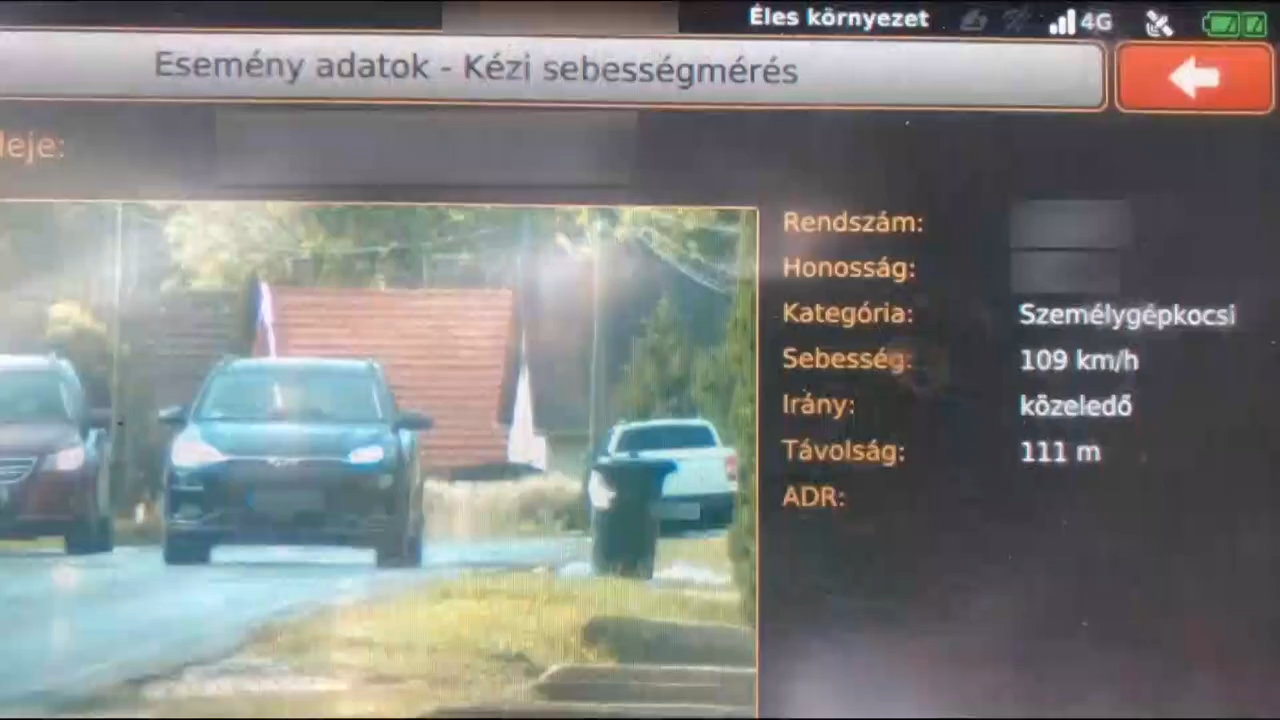 Éles környezet
4G
Esemény adatok - Kézi sebességmérés
leje:
Rendszám:
Honosság:
Kategória: Személygépkocsi
Sebesség: 109 km/h
Irány: közeledő
Távolság: 111 m
ADR: